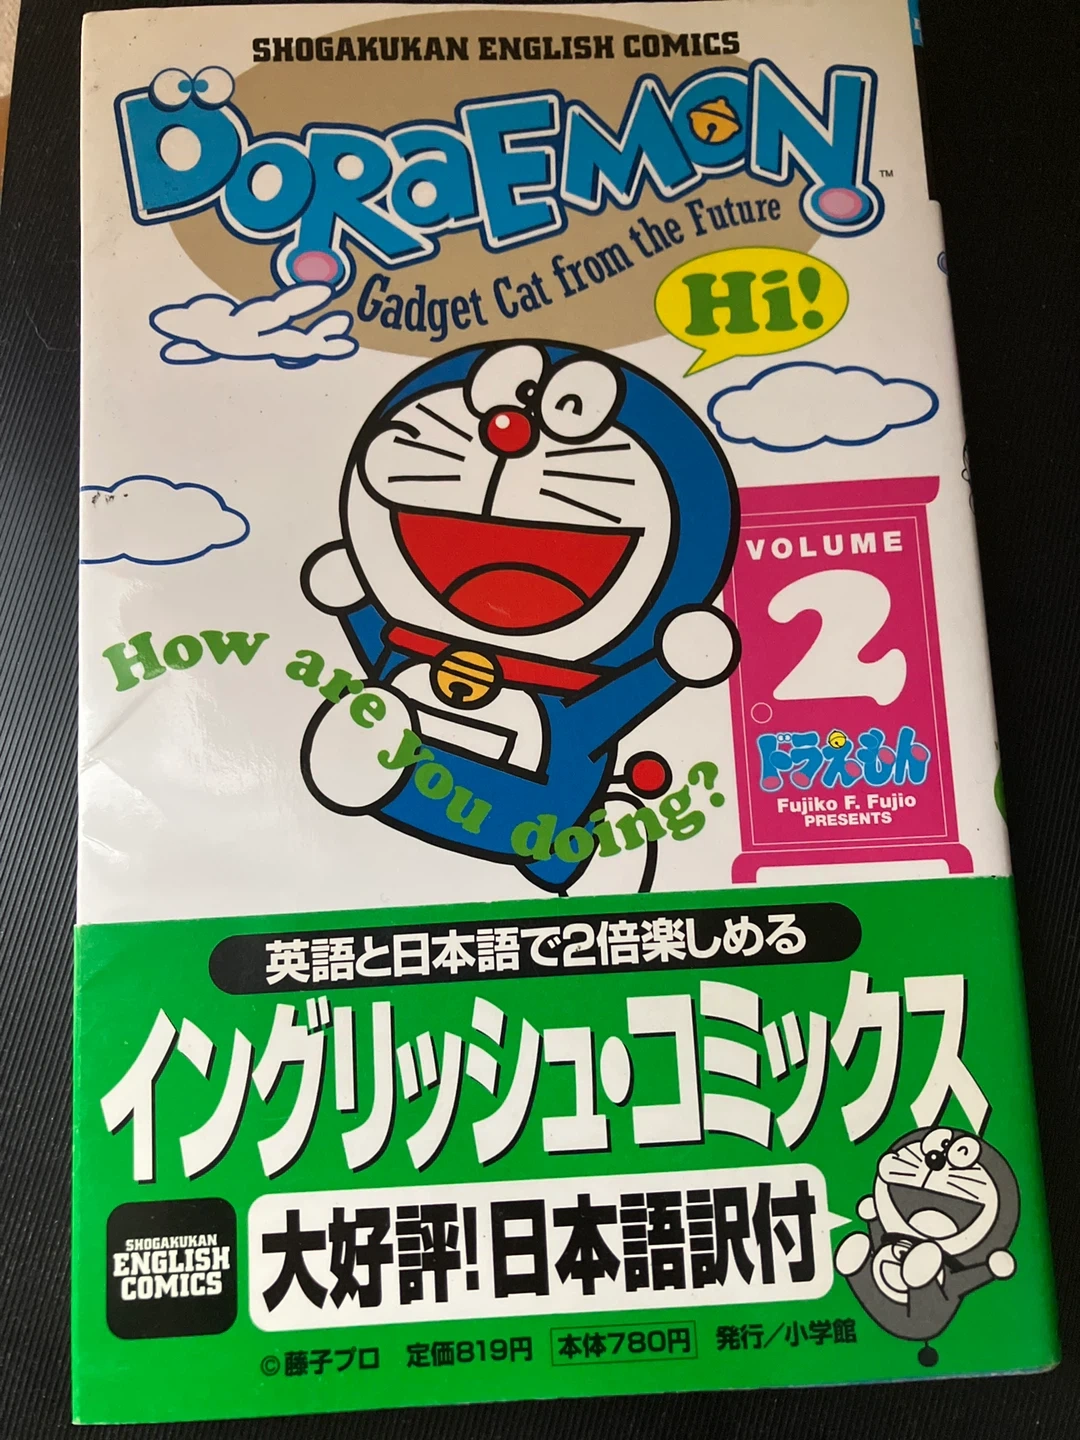 SHOGAKUKAN ENGLISH COMICS
DORAEMON™
Gadget Cat from the Future
Hi!
How are you doing?
VOLUME
2
ドラえもん
Fujiko F. Fujio
PRESENTS
英語と日本語で2倍楽しめる
イングリッシュ・コミックス
SHOGAKUKAN
ENGLISH
COMICS
大好評!日本語訳付
©藤子プロ 定価819円 本体780円 発行/小学館